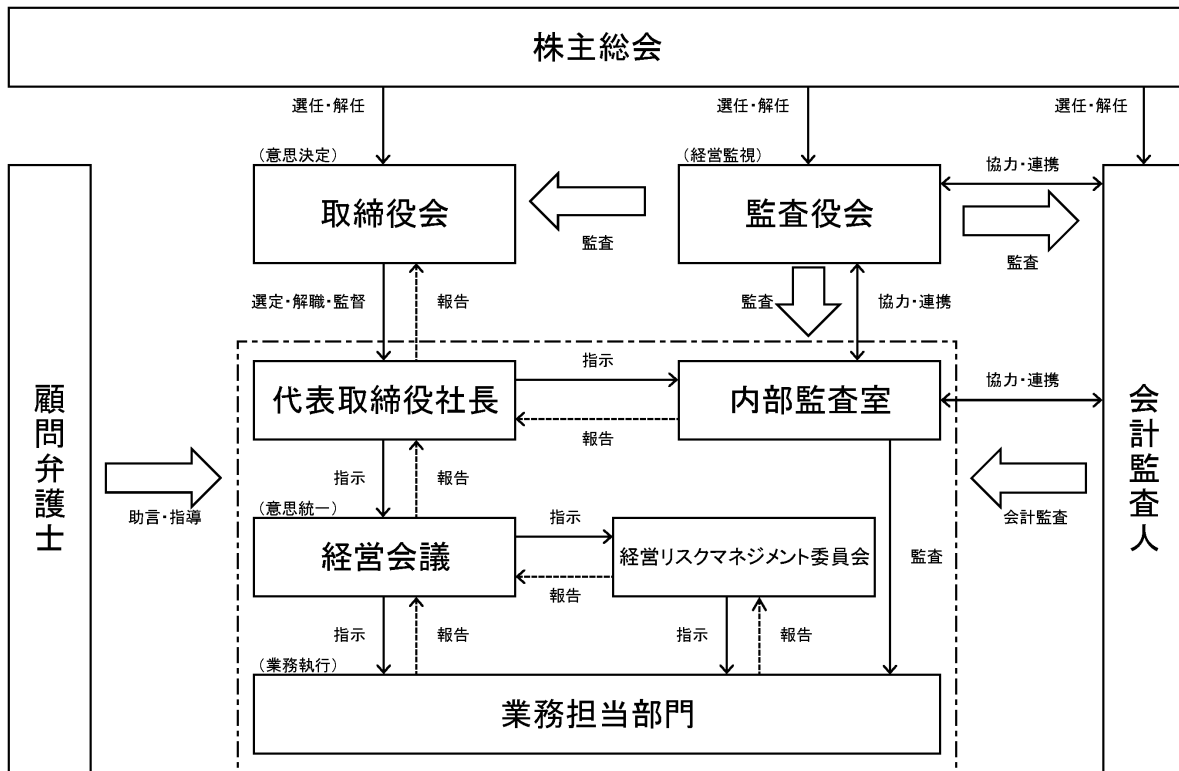 株主総会
選任・解任
選任・解任
選任・解任
(意思決定)
(経営監視)
協力・連携
取締役会
監査役会
監査
監査
選定・解職・監督
報告
監査
協力・連携
指示
代表取締役社長
内部監査室
協力・連携
報告
顧問弁護士
会計監査人
指示
報告
助言・指導
会計監査
(意思統一)
指示
経営会議
経営リスクマネジメント委員会
監査
報告
指示
報告
指示
報告
(業務執行)
業務担当部門